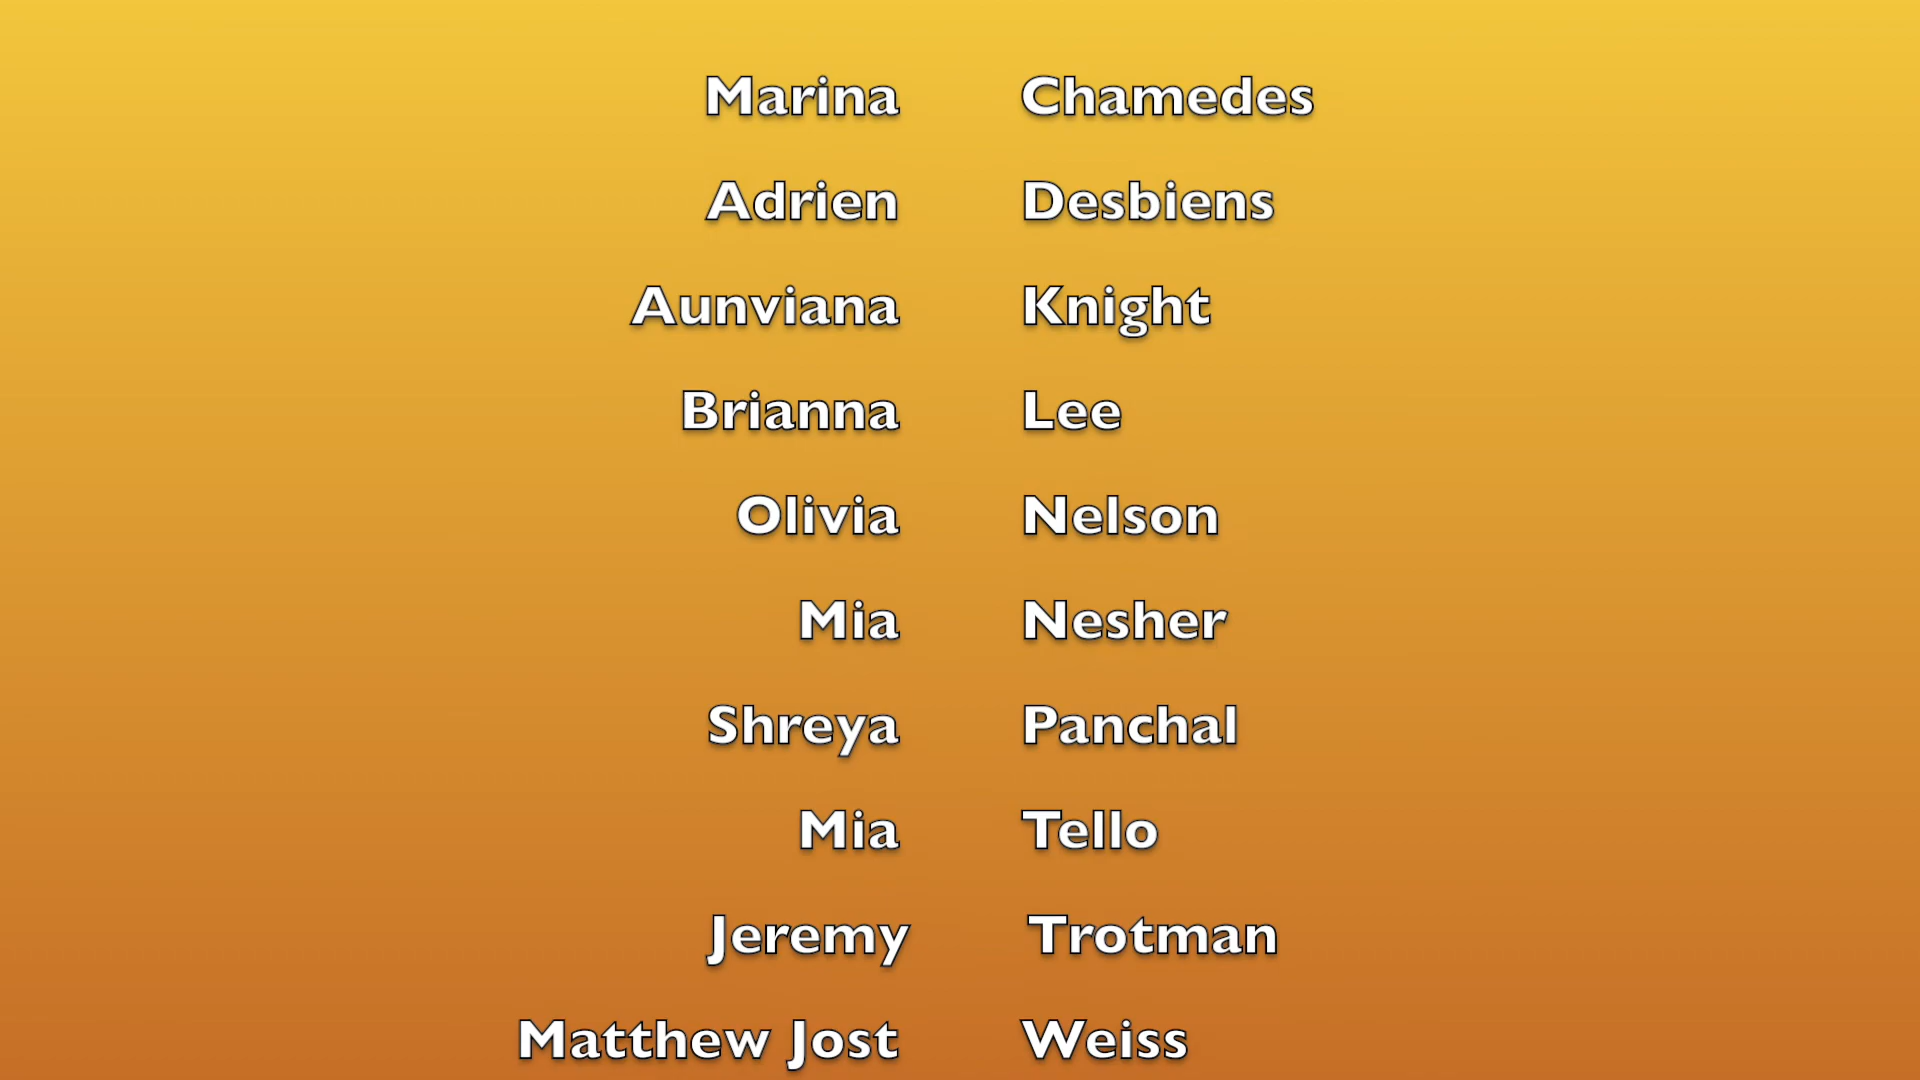 Marina Chamedes
Adrien Desbiens
Aunviana Knight
Brianna Lee
Olivia Nelson
Mia Nesher
Shreya Panchal
Mia Tello
Jeremy Trotman
Matthew Jost Weiss